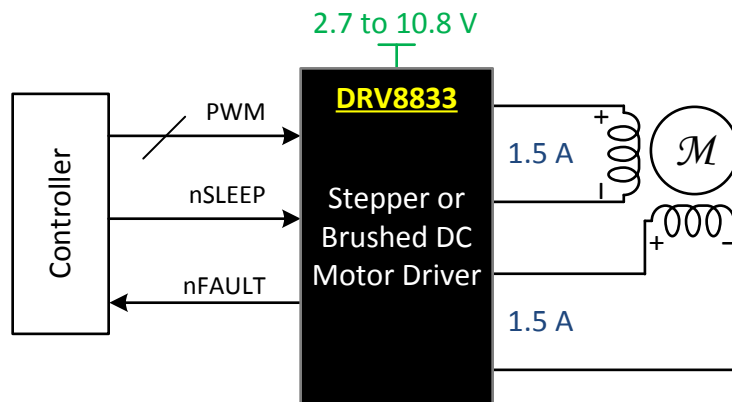 2.7 to 10.8 V
Controller
PWM
nSLEEP
nFAULT
DRV8833
Stepper or
Brushed DC
Motor Driver
1.5 A
1.5 A
+
–
M
+
–